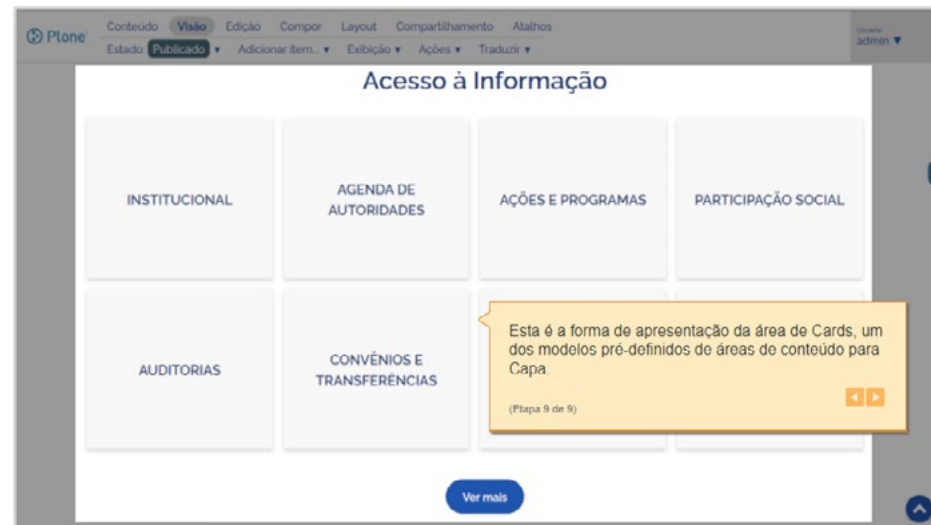 Plone
Conteúdo Visão Edição Compor Layout Compartilhamento Atalhos
Estado Publicado ▾ Adicionar item... ▾ Exibição ▾ Ações ▾ Traduzir ▾
Usuário
admin ▼
Acesso à Informação
INSTITUCIONAL
AGENDA DE
AUTORIDADES
AÇÕES E PROGRAMAS
PARTICIPAÇÃO SOCIAL
AUDITORIAS
CONVÊNIOS E
TRANSFERÊNCIAS
Esta é a forma de apresentação da área de Cards, um
dos modelos pré-definidos de áreas de conteúdo para
Capa.
(Etapa 9 de 9)
Ver mais